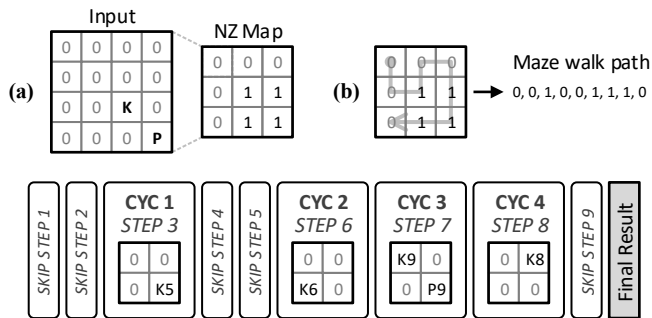 Input
NZ Map
(a)
0 0 0 0
0 0 0 0
0 0 K 0
0 0 0 P
0 0 0
0 1 1
0 1 1
(b)
0 0 0
0 1 1
0 1 1
Maze walk path
0, 0, 1, 0, 0, 1, 1, 1, 0
SKIP STEP 1
SKIP STEP 2
CYC 1
STEP 3
0 0
0 K5
SKIP STEP 4
SKIP STEP 5
CYC 2
STEP 6
0 0
K6 0
CYC 3
STEP 7
K9 0
0 P9
CYC 4
STEP 8
0 K8
0 0
SKIP STEP 9
Final Result